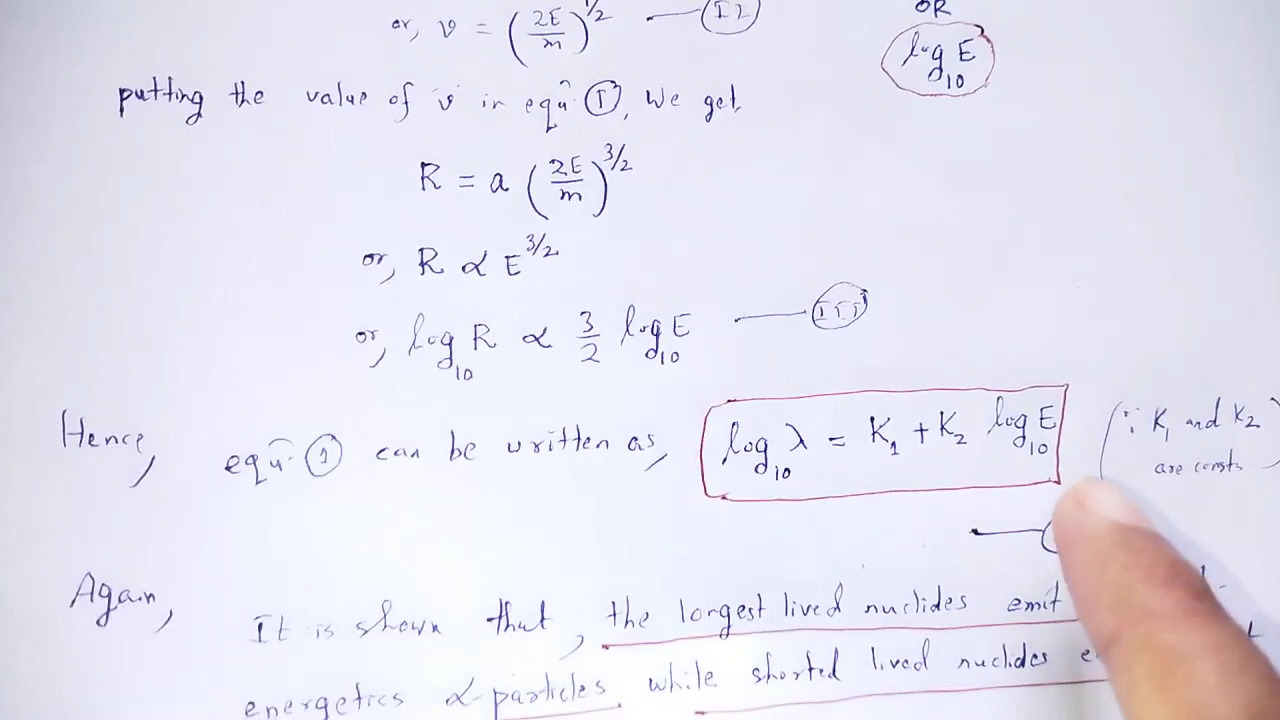 or, v = (2E/m)^1/2 —— (II)
OR
log₁₀ E
putting the value of v in equⁿ (I), We get,
R = a (2E/m)^3/2
or, R ∝ E^3/2
or, log₁₀ R ∝ 3/2 log₁₀ E —— (III)
Hence, equⁿ (1) can be written as, log₁₀ λ = K₁ + K₂ log₁₀ E (∵ K₁ and K₂
are consts
Again,
It is shown that, the longest lived nuclides emit
energetics α-particles while shorted lived nuclides